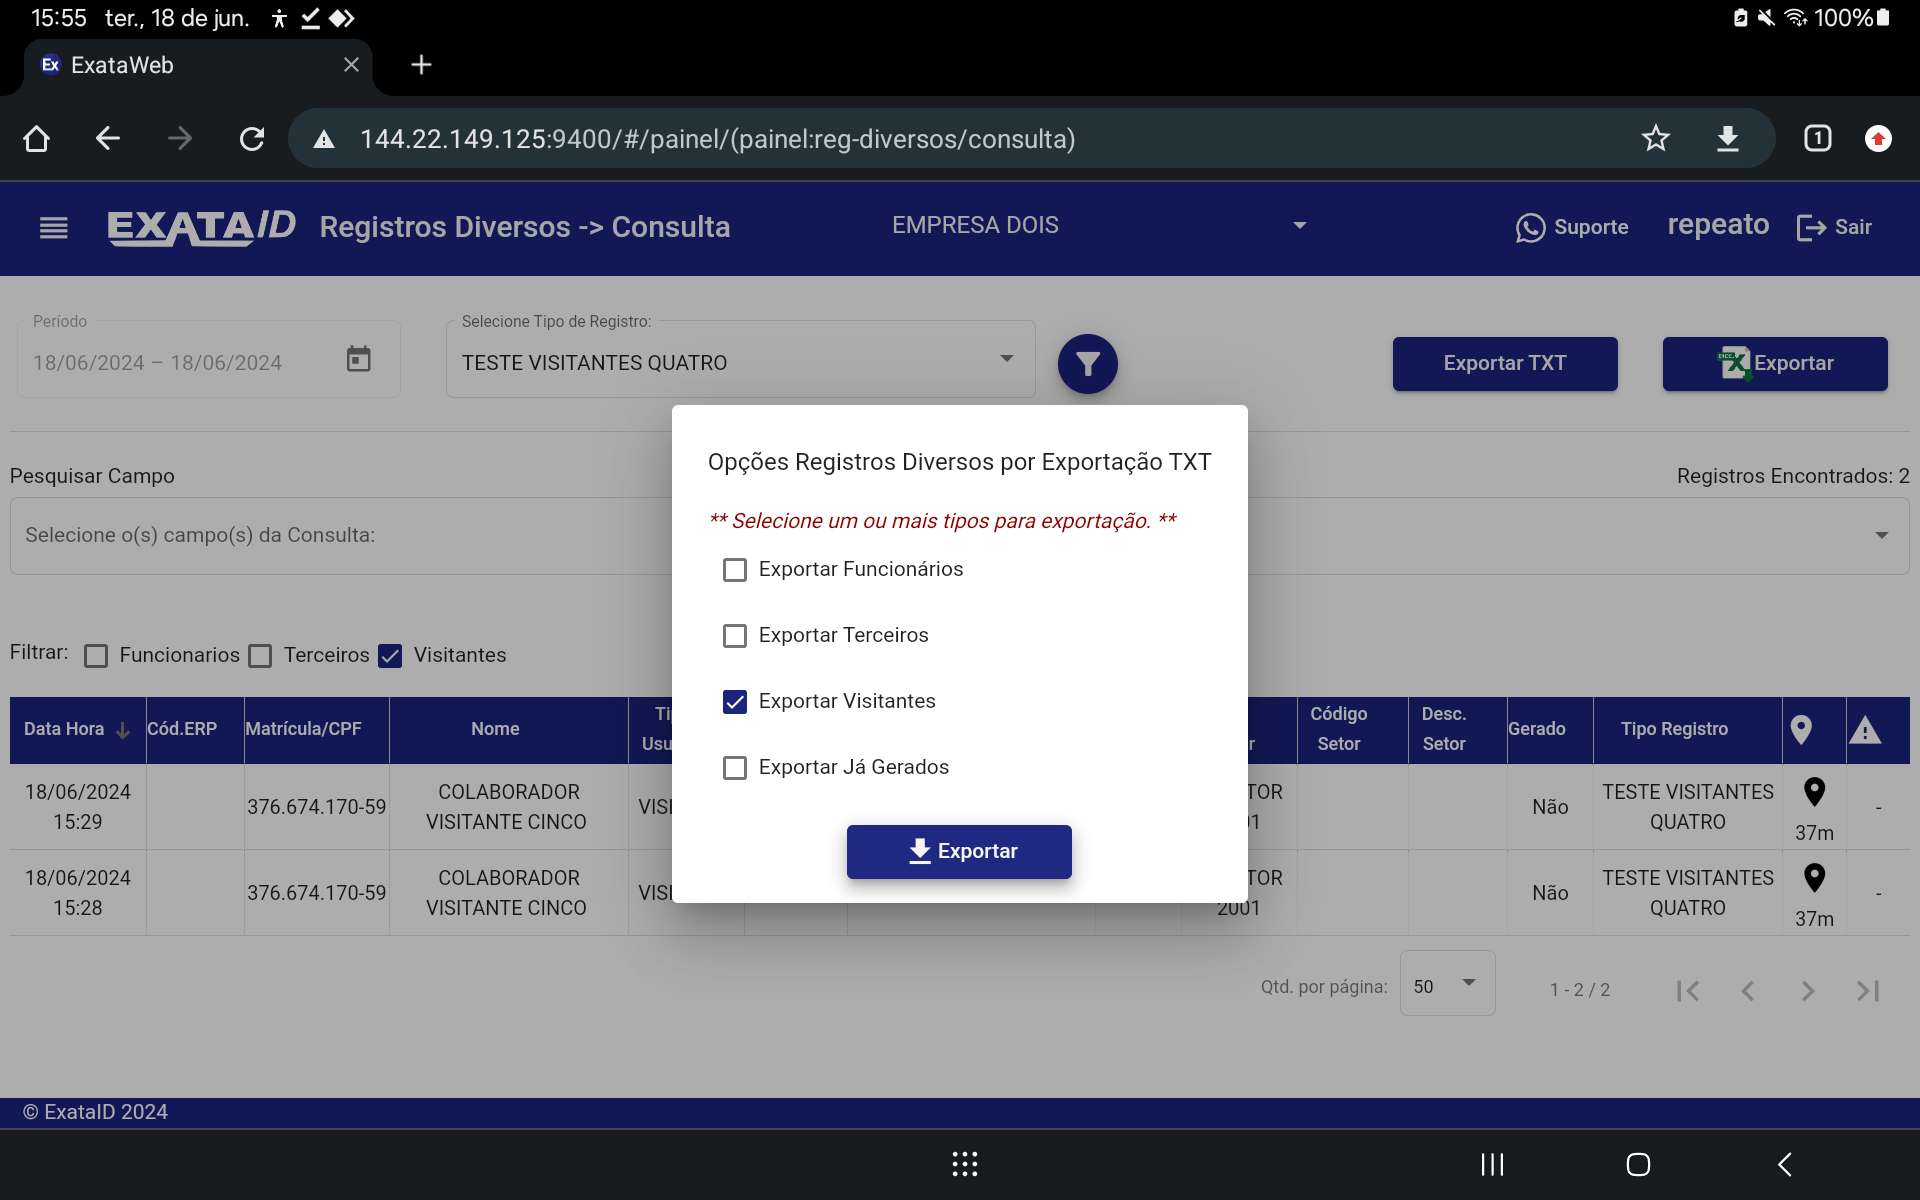 15:55 ter., 18 de jun.
100%
Ex ExataWeb
144.22.149.125:9400/#/painel/(painel:reg-diversos/consulta)
1
EXATAID Registros Diversos -> Consulta EMPRESA DOIS Suporte repeato Sair
Período
18/06/2024 – 18/06/2024
Selecione Tipo de Registro:
TESTE VISITANTES QUATRO
Exportar TXT
Exportar
Pesquisar Campo
Registros Encontrados: 2
Selecione o(s) campo(s) da Consulta:
Opções Registros Diversos por Exportação TXT
** Selecione um ou mais tipos para exportação. **
Exportar Funcionários
Exportar Terceiros
Exportar Visitantes
Exportar Já Gerados
Exportar
Filtrar: Funcionarios Terceiros Visitantes
Data Hora Cód.ERP Matrícula/CPF Nome Ti Usu r Código Setor Desc. Setor Gerado Tipo Registro
18/06/2024 15:29 376.674.170-59 COLABORADOR VISITANTE CINCO VISI TOR 1 Não TESTE VISITANTES QUATRO 37m -
18/06/2024 15:28 376.674.170-59 COLABORADOR VISITANTE CINCO VISI TOR 2001 Não TESTE VISITANTES QUATRO 37m -
Qtd. por página: 50 1 - 2 / 2
© ExataID 2024